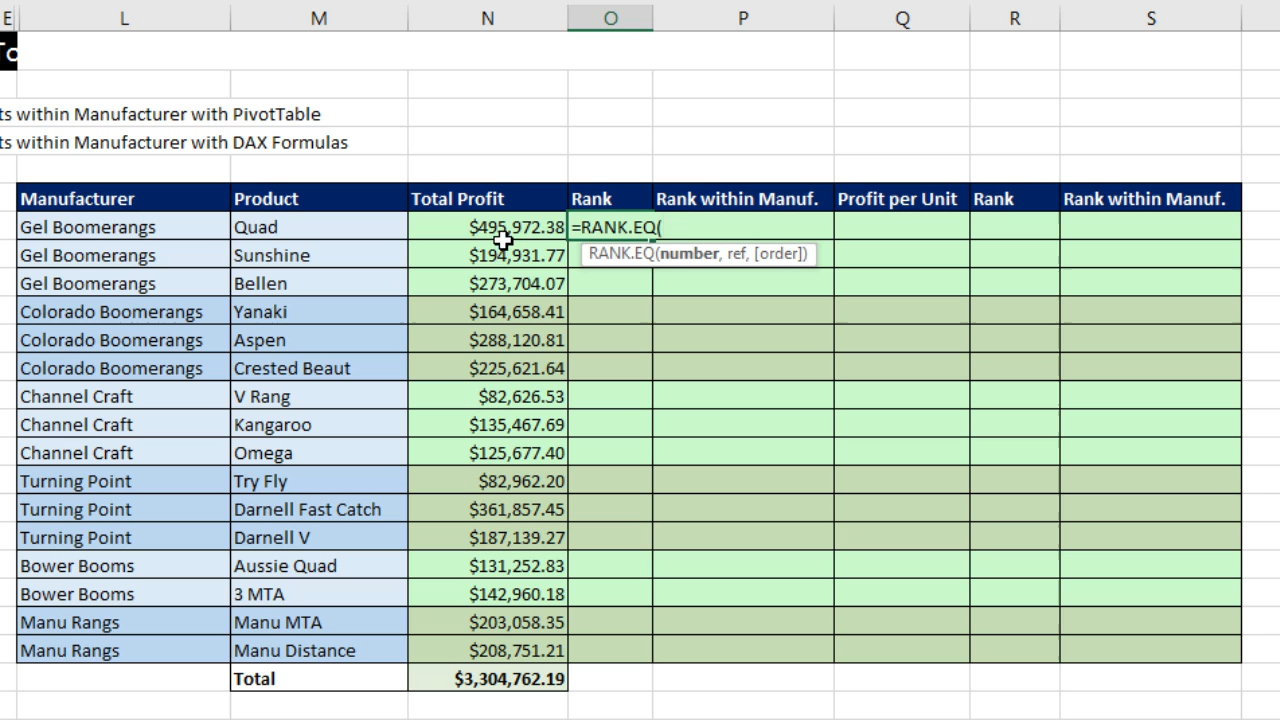 E L M N O P Q R S
To
ts within Manufacturer with PivotTable
ts within Manufacturer with DAX Formulas
Manufacturer Product Total Profit Rank Rank within Manuf. Profit per Unit Rank Rank within Manuf.
Gel Boomerangs Quad $495,972.38 =RANK.EQ(
Gel Boomerangs Sunshine $194,931.77 RANK.EQ(number, ref, [order])
Gel Boomerangs Bellen $273,704.07
Colorado Boomerangs Yanaki $164,658.41
Colorado Boomerangs Aspen $288,120.81
Colorado Boomerangs Crested Beaut $225,621.64
Channel Craft V Rang $82,626.53
Channel Craft Kangaroo $135,467.69
Channel Craft Omega $125,677.40
Turning Point Try Fly $82,962.20
Turning Point Darnell Fast Catch $361,857.45
Turning Point Darnell V $187,139.27
Bower Booms Aussie Quad $131,252.83
Bower Booms 3 MTA $142,960.18
Manu Rangs Manu MTA $203,058.35
Manu Rangs Manu Distance $208,751.21
Total $3,304,762.19